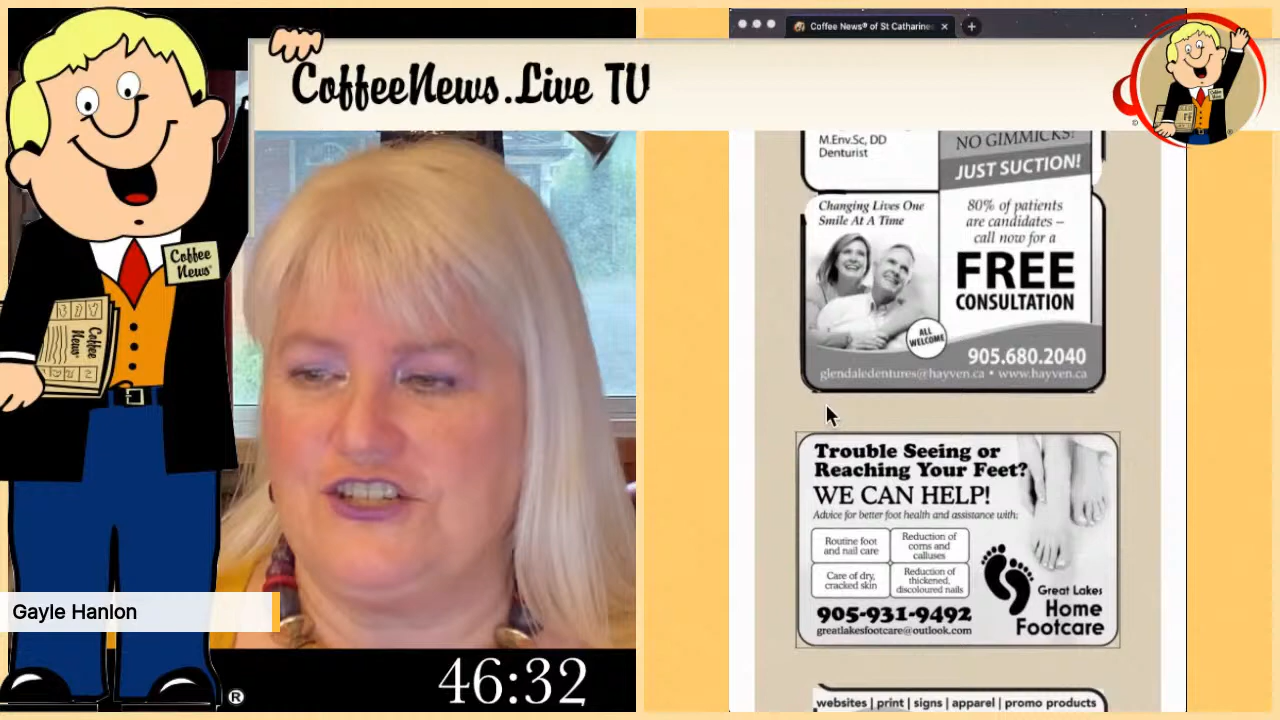 Coffee News® of St Catharine
CoffeeNews.Live TV
Coffee
News
Coffee
News
M.Env.Sc, DD
Denturist
Changing Lives One
Smile At A Time
NO GIMMICKS!
JUST SUCTION!
80% of patients
are candidates –
call now for a
FREE
CONSULTATION
ALL
WELCOME
905.680.2040
glendaledentures@hayven.ca • www.hayven.ca
Trouble Seeing or
Reaching Your Feet?
WE CAN HELP!
Advice for better foot health and assistance with:
Routine foot
and nail care
Reduction of
corns and
calluses
Care of dry,
cracked skin
Reduction of
thickened,
discoloured nails
905-931-9492
greatlakesfootcare@outlook.com
Great Lakes
Home
Footcare
websites | print | signs | apparel | promo products
Gayle Hanlon
46:32
®